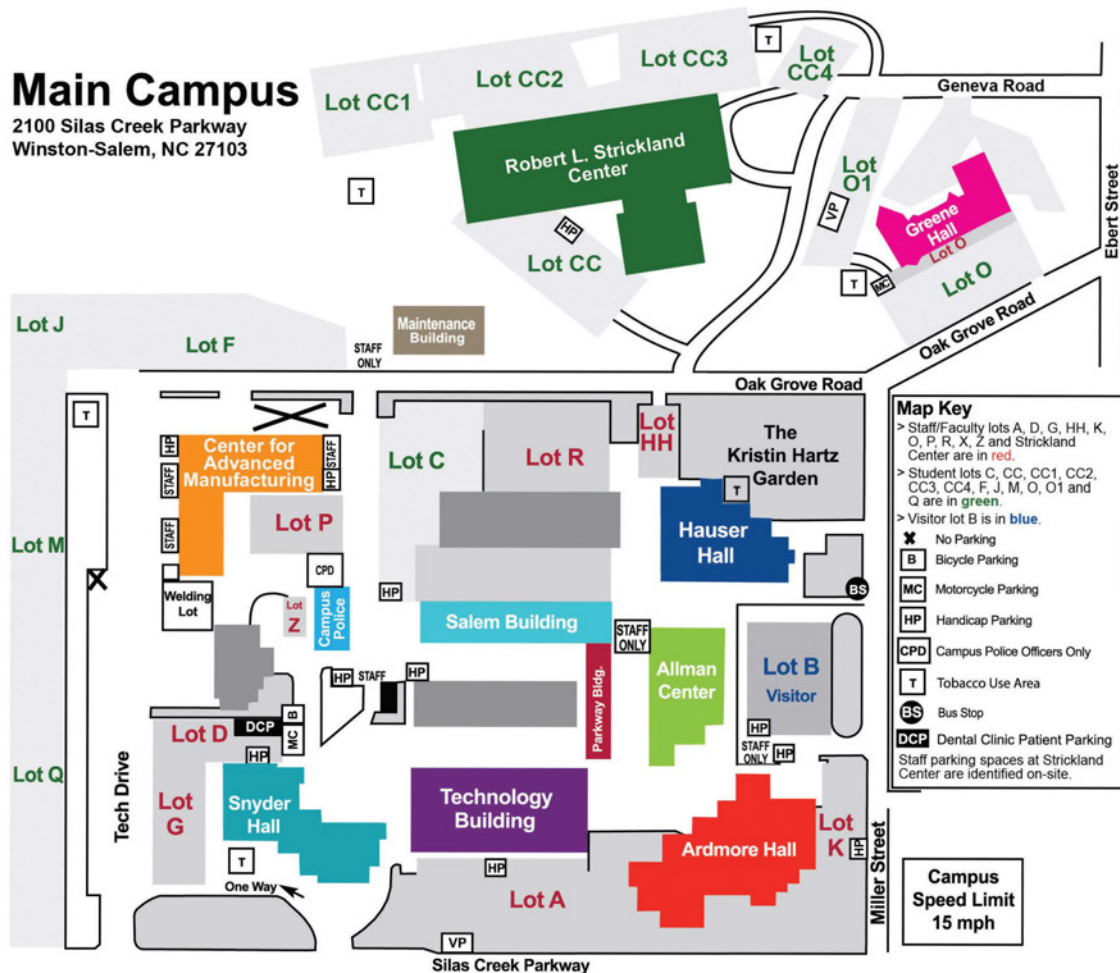 Main Campus
2100 Silas Creek Parkway
Winston-Salem, NC 27103
Lot CC1
Lot CC2
Lot CC3
T
Lot
CC4
Geneva Road
Ebert Street
Robert L. Strickland
Center
T
HP
Lot CC
Lot
O1
VP
Greene
Hall
Lot O
Lot O
MC
T
Oak Grove Road
Lot J
Lot F
STAFF
ONLY
Maintenance
Building
Oak Grove Road
T
HP
STAFF
STAFF
Center for
Advanced
Manufacturing
STAFF
HP
Lot P
Lot C
Lot R
Lot
HH
The
Kristin Hartz
Garden
T
Hauser
Hall
Lot M
X
Welding
Lot
CPD
Lot
Z
Campus
Police
HP
Salem Building
STAFF
ONLY
BS
Allman
Center
Lot B
Visitor
HP
STAFF
ONLY
HP
HP
STAFF
HP
Parkway Bldg.
Lot D
DCP
B
MC
HP
Lot Q
Tech Drive
Lot
G
Snyder
Hall
T
One Way
Technology
Building
HP
Lot A
VP
Ardmore Hall
Lot
K
HP
Miller Street
Silas Creek Parkway
Map Key
> Staff/Faculty lots A, D, G, HH, K,
O, P, R, X, Z and Strickland
Center are in red.
> Student lots C, CC, CC1, CC2,
CC3, CC4, F, J, M, O, O1 and
Q are in green.
> Visitor lot B is in blue.
X No Parking
B Bicycle Parking
MC Motorcycle Parking
HP Handicap Parking
CPD Campus Police Officers Only
T Tobacco Use Area
BS Bus Stop
DCP Dental Clinic Patient Parking
Staff parking spaces at Strickland
Center are identified on-site.
Campus
Speed Limit
15 mph